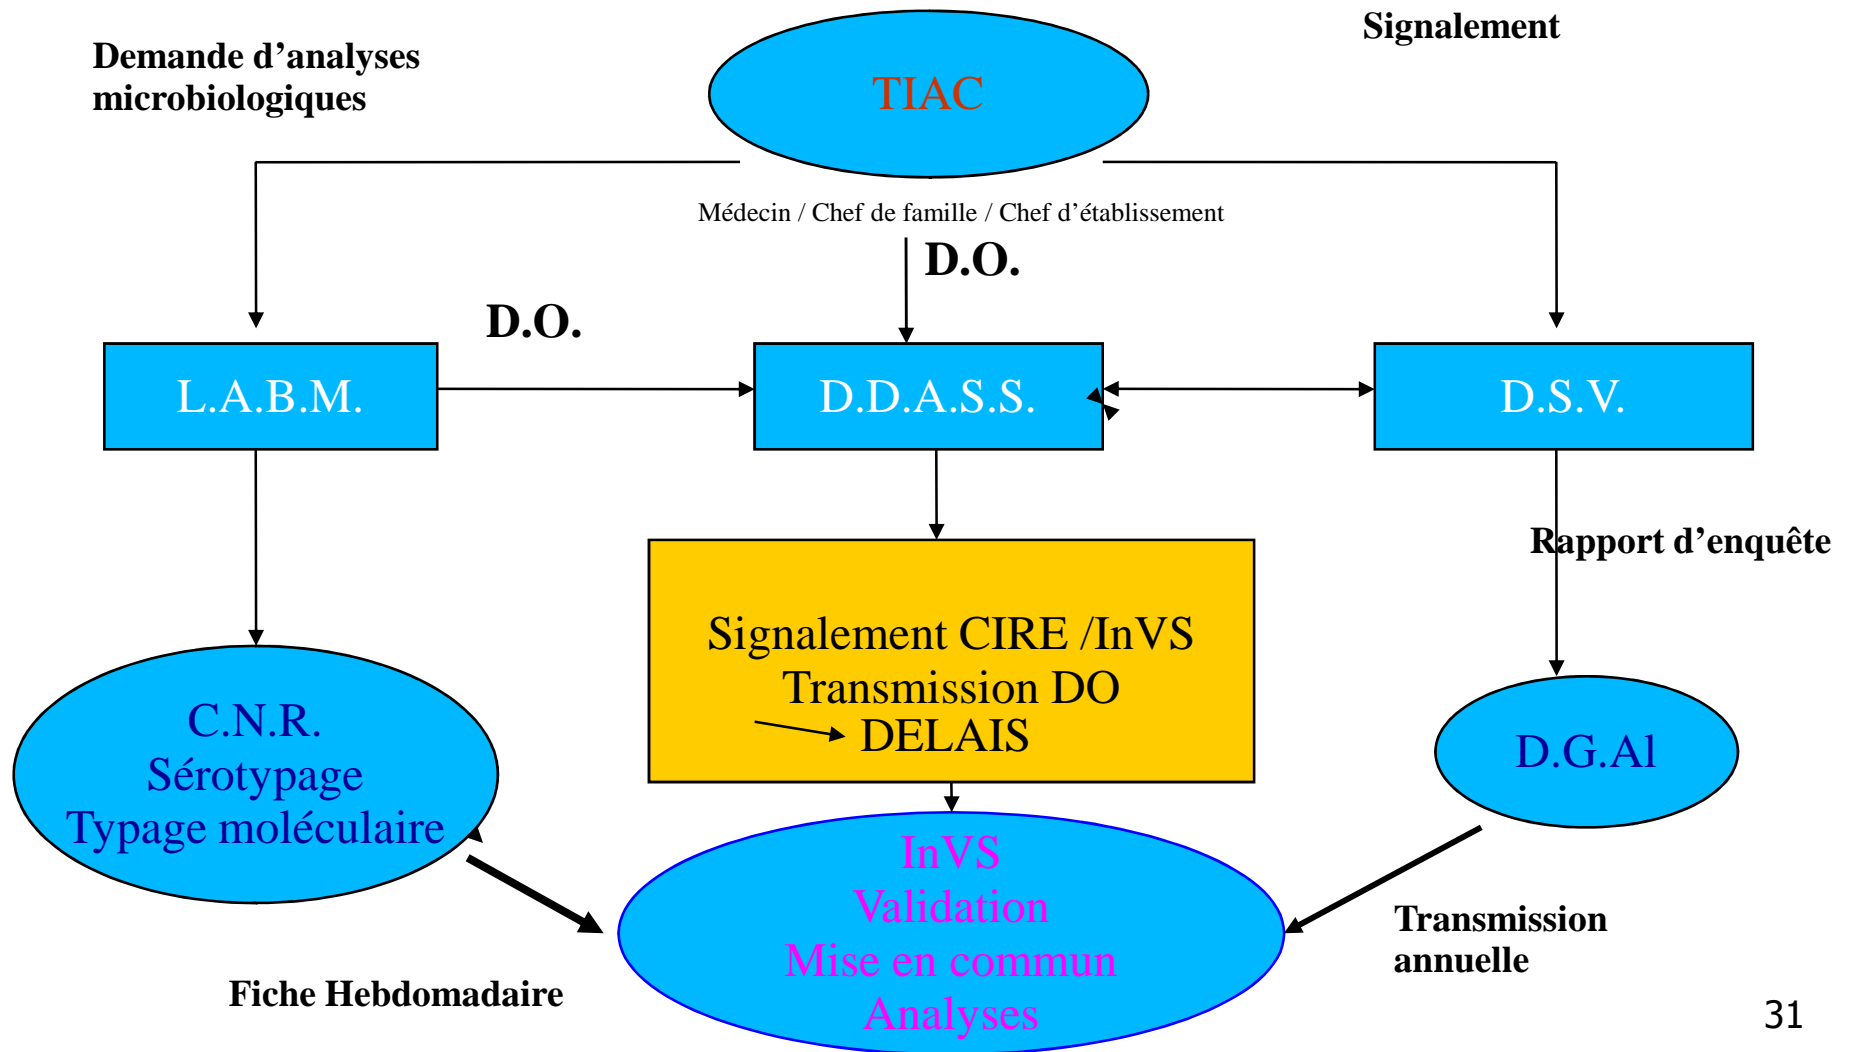 Signalement
Demande d’analyses
microbiologiques
TIAC
Médecin / Chef de famille / Chef d’établissement
D.O.
D.O.
L.A.B.M.
D.D.A.S.S.
D.S.V.
Rapport d’enquête
Signalement CIRE /InVS
Transmission DO
DELAIS
C.N.R.
Sérotypage
Typage moléculaire
D.G.Al
InVS
Validation
Mise en commun
Analyses
Transmission
annuelle
Fiche Hebdomadaire
31